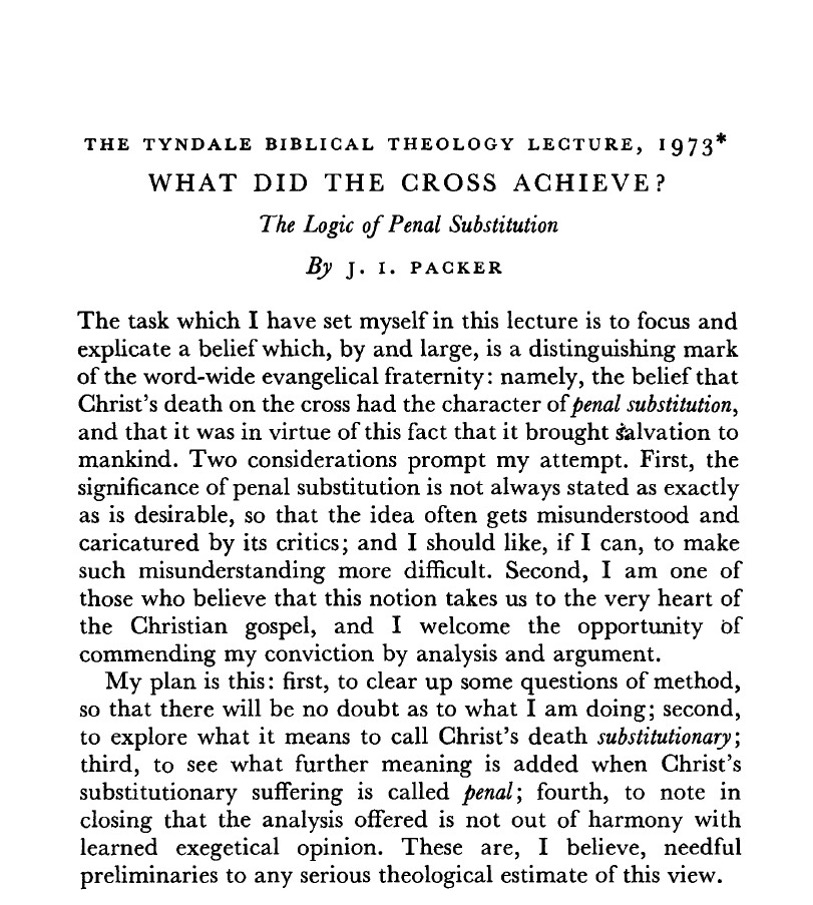 THE TYNDALE BIBLICAL THEOLOGY LECTURE, 1973*
WHAT DID THE CROSS ACHIEVE?
The Logic of Penal Substitution
By J. I. PACKER
The task which I have set myself in this lecture is to focus and
explicate a belief which, by and large, is a distinguishing mark
of the word-wide evangelical fraternity: namely, the belief that
Christ's death on the cross had the character of penal substitution,
and that it was in virtue of this fact that it brought salvation to
mankind. Two considerations prompt my attempt. First, the
significance of penal substitution is not always stated as exactly
as is desirable, so that the idea often gets misunderstood and
caricatured by its critics; and I should like, if I can, to make
such misunderstanding more difficult. Second, I am one of
those who believe that this notion takes us to the very heart of
the Christian gospel, and I welcome the opportunity of
commending my conviction by analysis and argument.
My plan is this: first, to clear up some questions of method,
so that there will be no doubt as to what I am doing; second,
to explore what it means to call Christ's death substitutionary;
third, to see what further meaning is added when Christ's
substitutionary suffering is called penal; fourth, to note in
closing that the analysis offered is not out of harmony with
learned exegetical opinion. These are, I believe, needful
preliminaries to any serious theological estimate of this view.